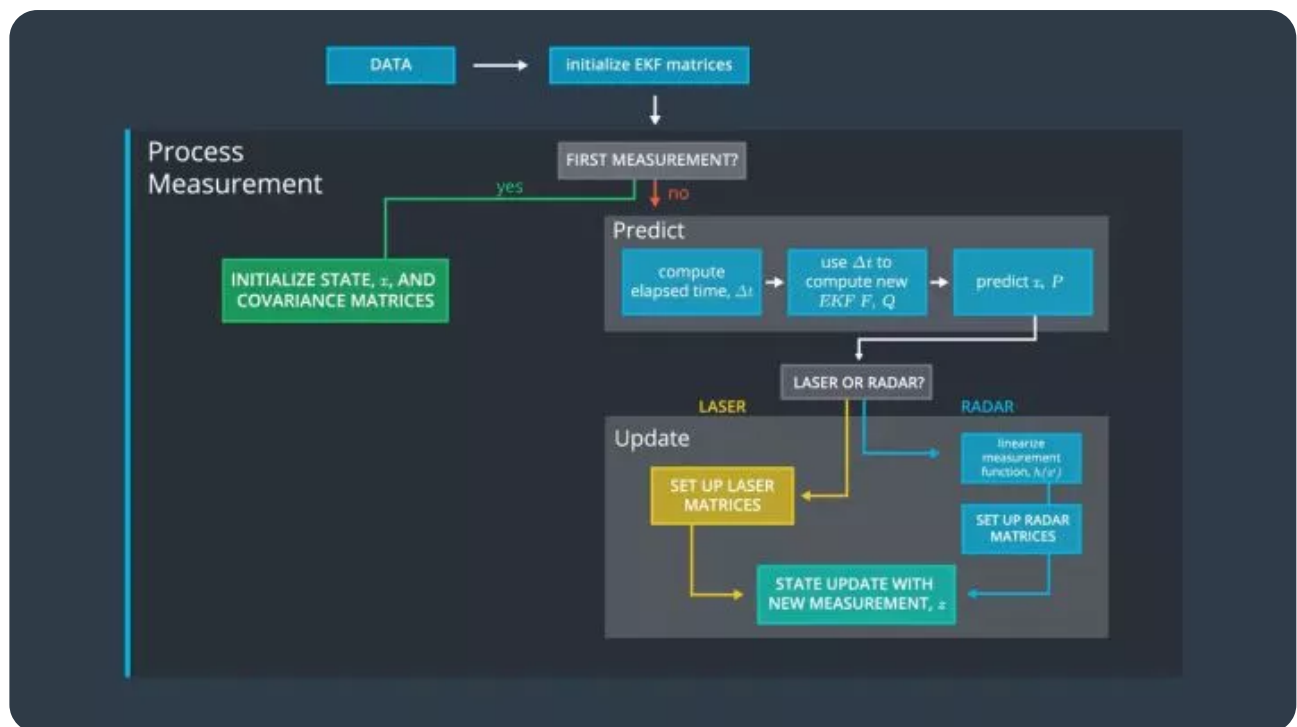 DATA
initialize EKF matrices
Process
Measurement
FIRST MEASUREMENT?
yes
no
INITIALIZE STATE, x, AND
COVARIANCE MATRICES
Predict
compute
elapsed time, Δt
use Δt to
compute new
EKF F, Q
predict x, P
LASER OR RADAR?
LASER
RADAR
Update
SET UP LASER
MATRICES
linearize
measurement
function, h(x')
SET UP RADAR
MATRICES
STATE UPDATE WITH
NEW MEASUREMENT, z